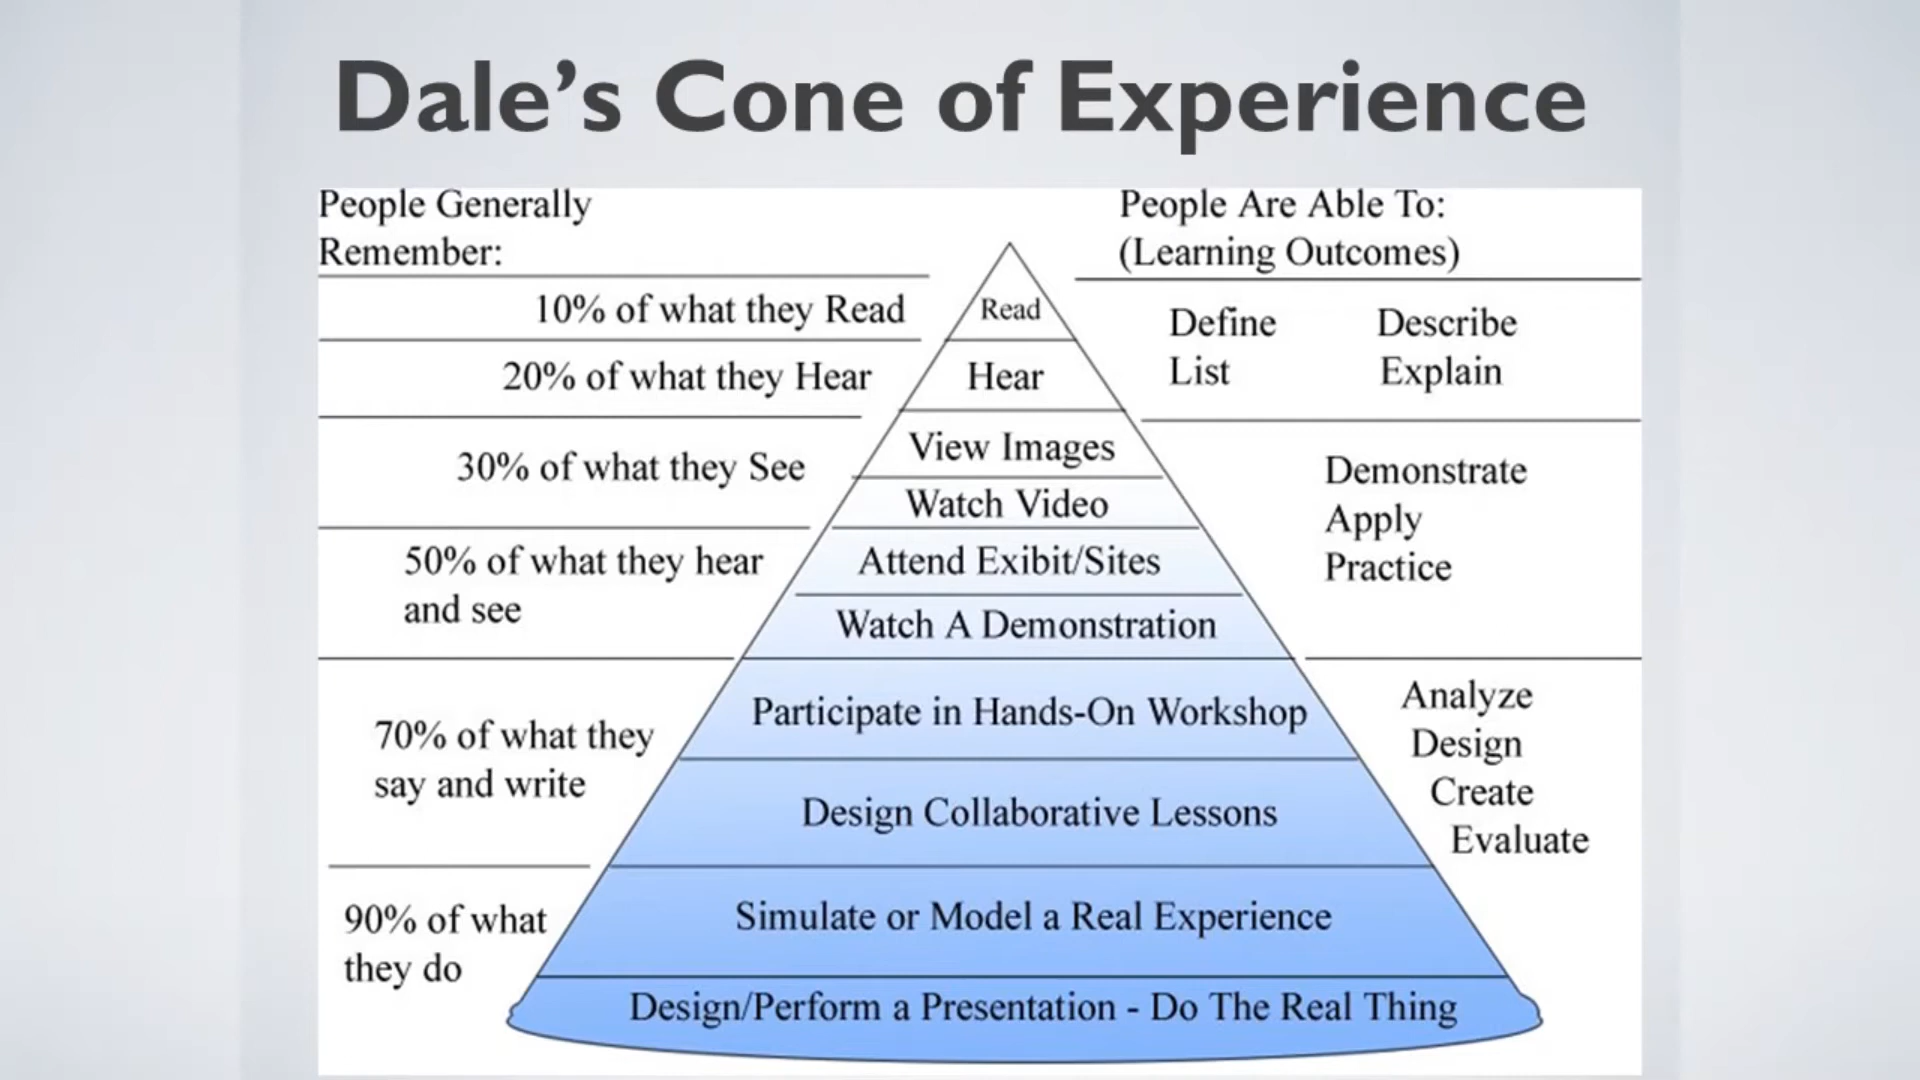 Dale's Cone of Experience
People Generally
Remember:
10% of what they Read
20% of what they Hear
30% of what they See
50% of what they hear
and see
70% of what they
say and write
90% of what
they do
Read
Hear
View Images
Watch Video
Attend Exibit/Sites
Watch A Demonstration
Participate in Hands-On Workshop
Design Collaborative Lessons
Simulate or Model a Real Experience
Design/Perform a Presentation - Do The Real Thing
People Are Able To:
(Learning Outcomes)
Define Describe
List Explain
Demonstrate
Apply
Practice
Analyze
Design
Create
Evaluate